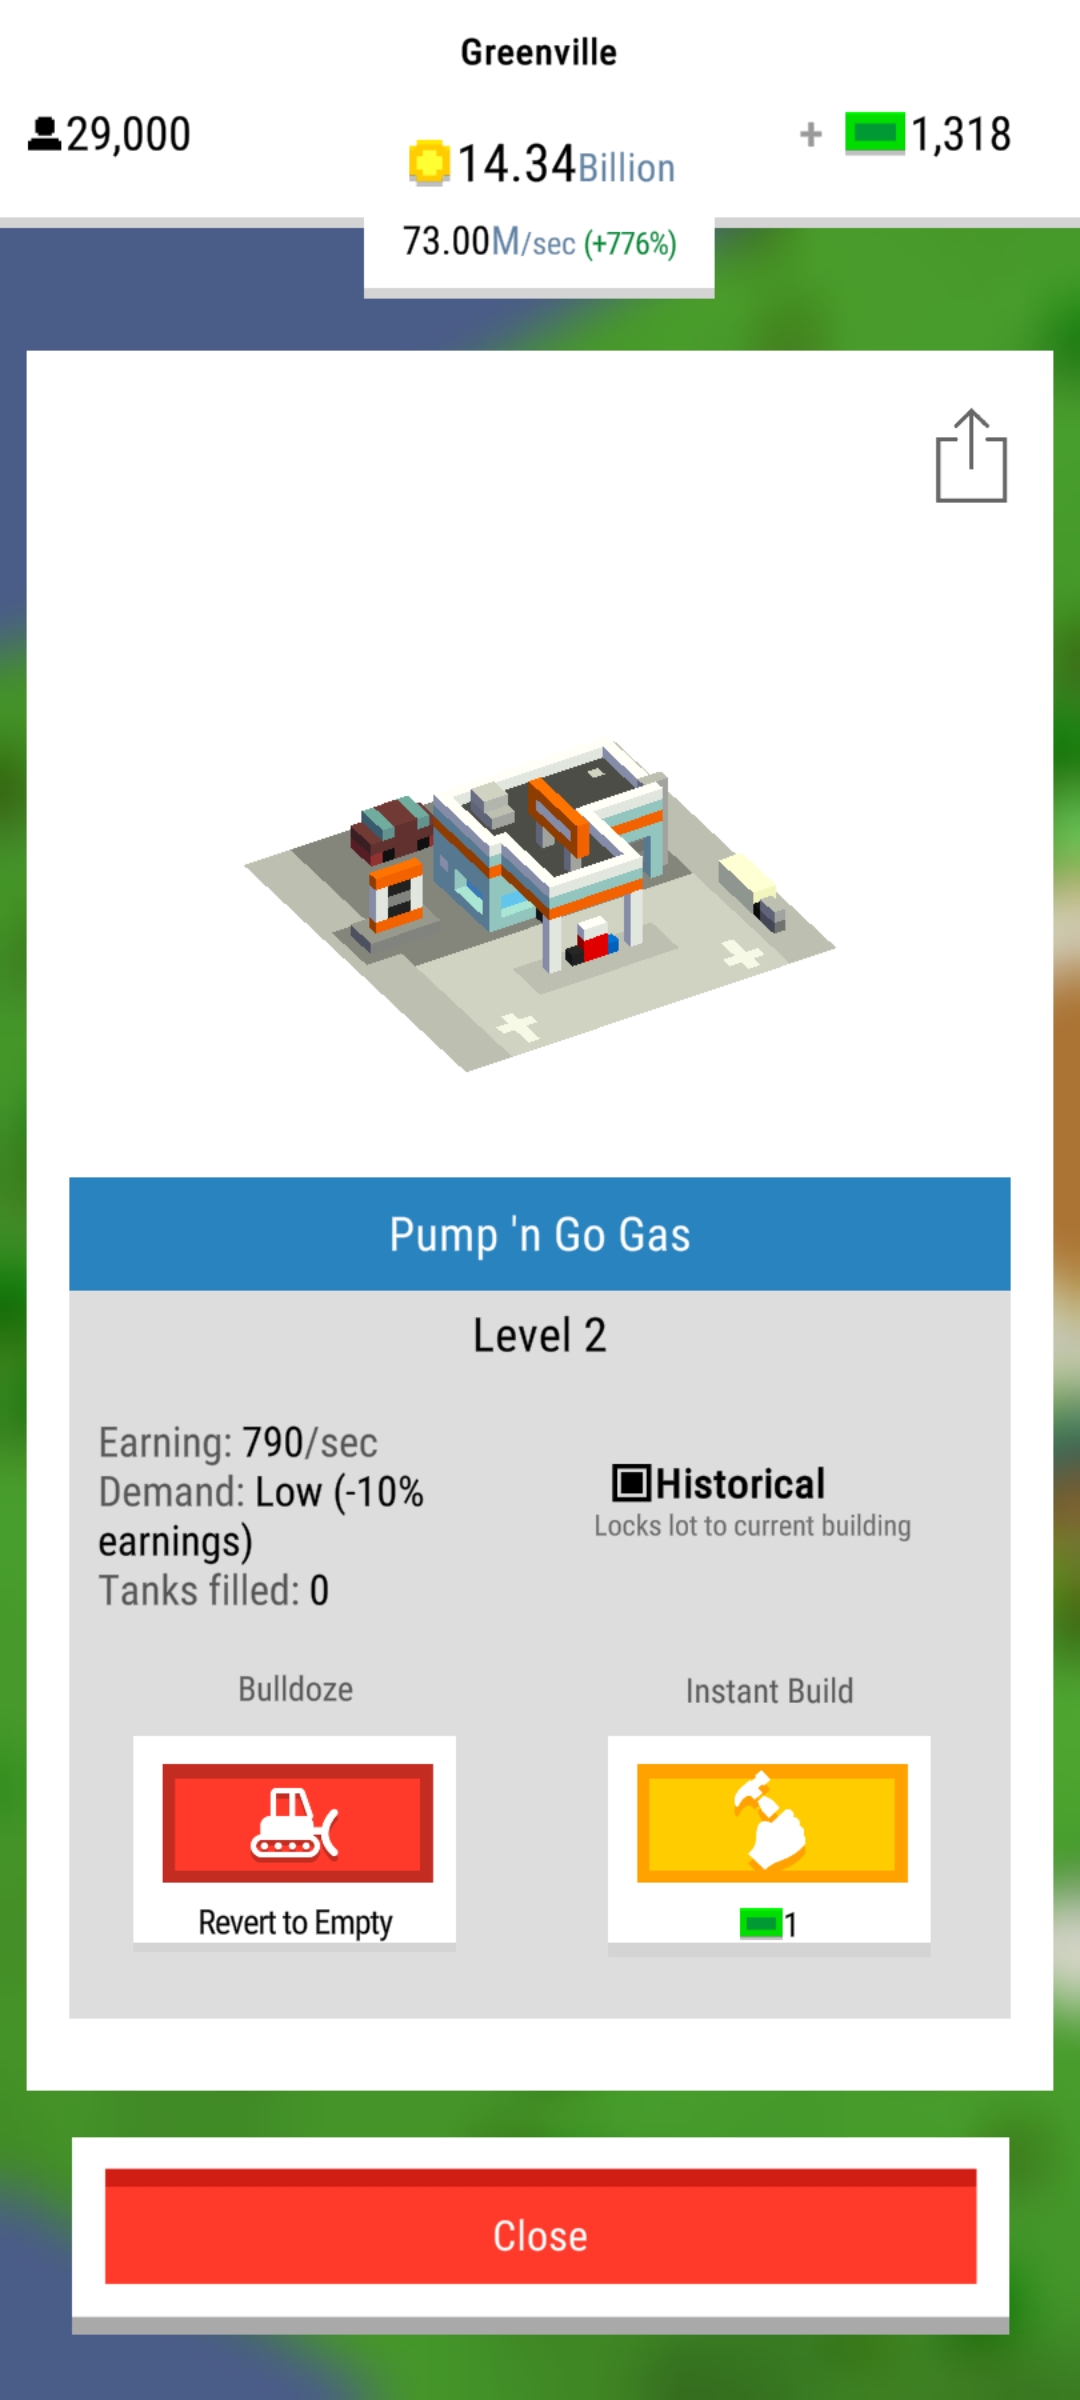 Greenville
29,000
14.34Billion
+ 1,318
73.00M/sec (+776%)
Pump 'n Go Gas
Level 2
Earning: 790/sec
Demand: Low (-10%
earnings)
Tanks filled: 0
Historical
Locks lot to current building
Bulldoze
Instant Build
Revert to Empty
1
Close